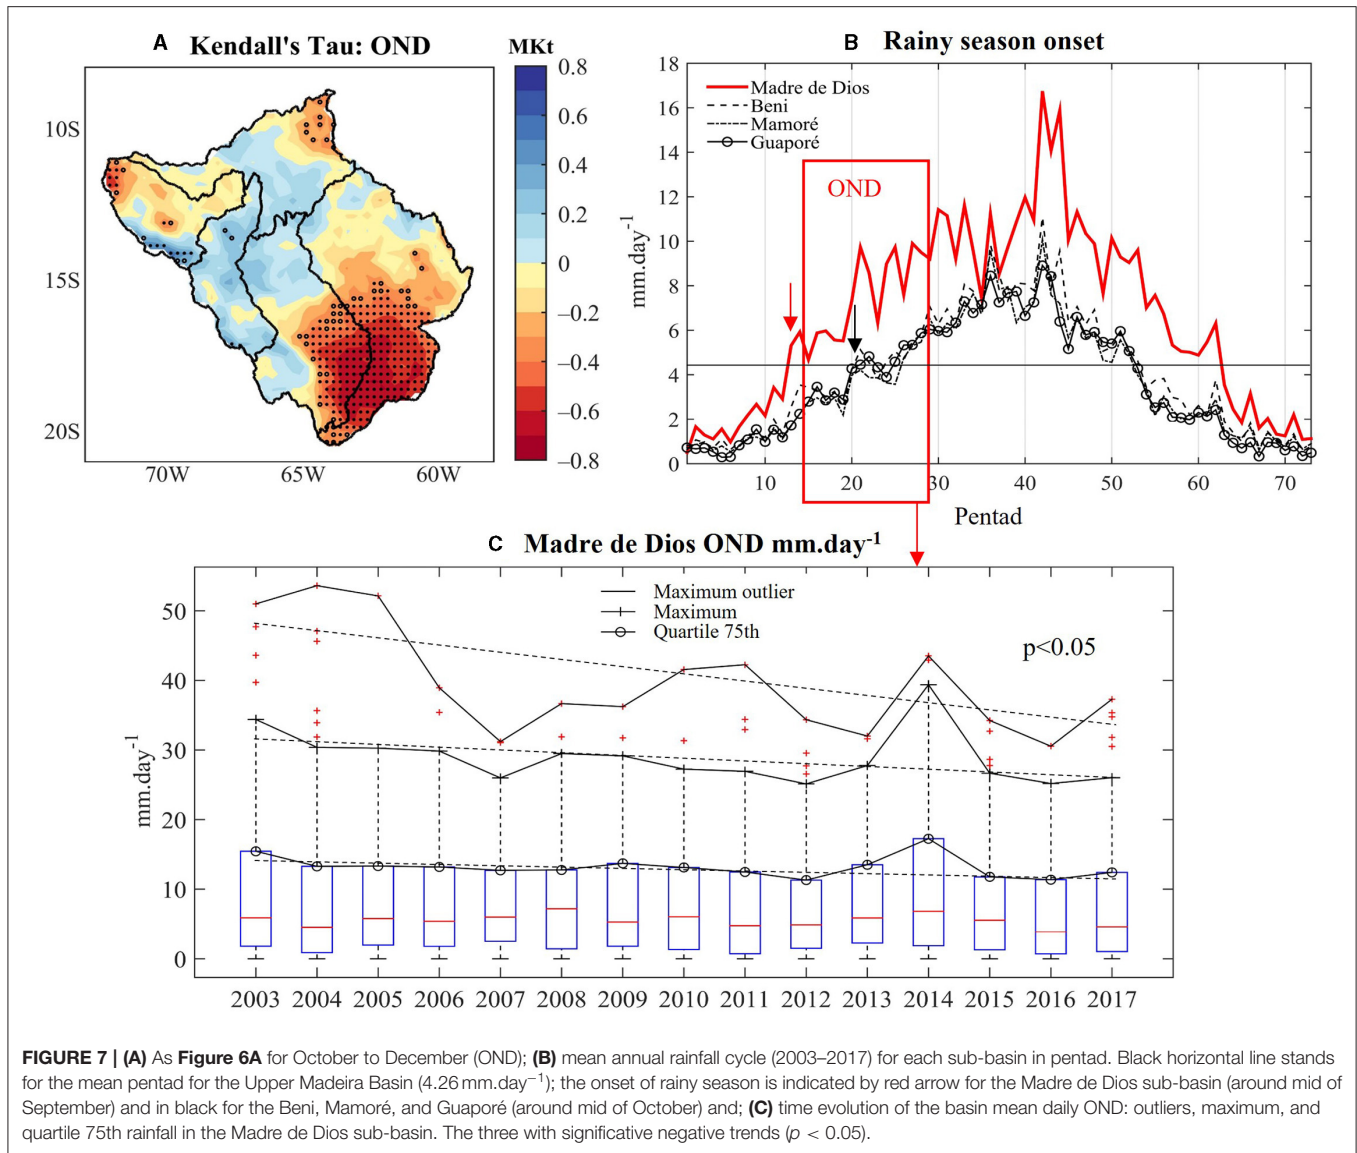 A Kendall's Tau: OND
MKt
0.8
0.6
0.4
0.2
0
−0.2
−0.4
−0.6
−0.8
10S
15S
20S
70W 65W 60W
B Rainy season onset
18
16
14
12
10
8
6
4
2
0
mm.day-1
Madre de Dios
Beni
Mamoré
Guaporé
OND
10 20 30 40 50 60 70
Pentad
C Madre de Dios OND mm.day-1
50
40
30
20
10
0
mm.day-1
Maximum outlier
Maximum
Quartile 75th
p<0.05
2003 2004 2005 2006 2007 2008 2009 2010 2011 2012 2013 2014 2015 2016 2017
FIGURE 7 | (A) As Figure 6A for October to December (OND); (B) mean annual rainfall cycle (2003–2017) for each sub-basin in pentad. Black horizontal line stands
for the mean pentad for the Upper Madeira Basin (4.26 mm.day−1); the onset of rainy season is indicated by red arrow for the Madre de Dios sub-basin (around mid of
September) and in black for the Beni, Mamoré, and Guaporé (around mid of October) and; (C) time evolution of the basin mean daily OND: outliers, maximum, and
quartile 75th rainfall in the Madre de Dios sub-basin. The three with significative negative trends (p < 0.05).